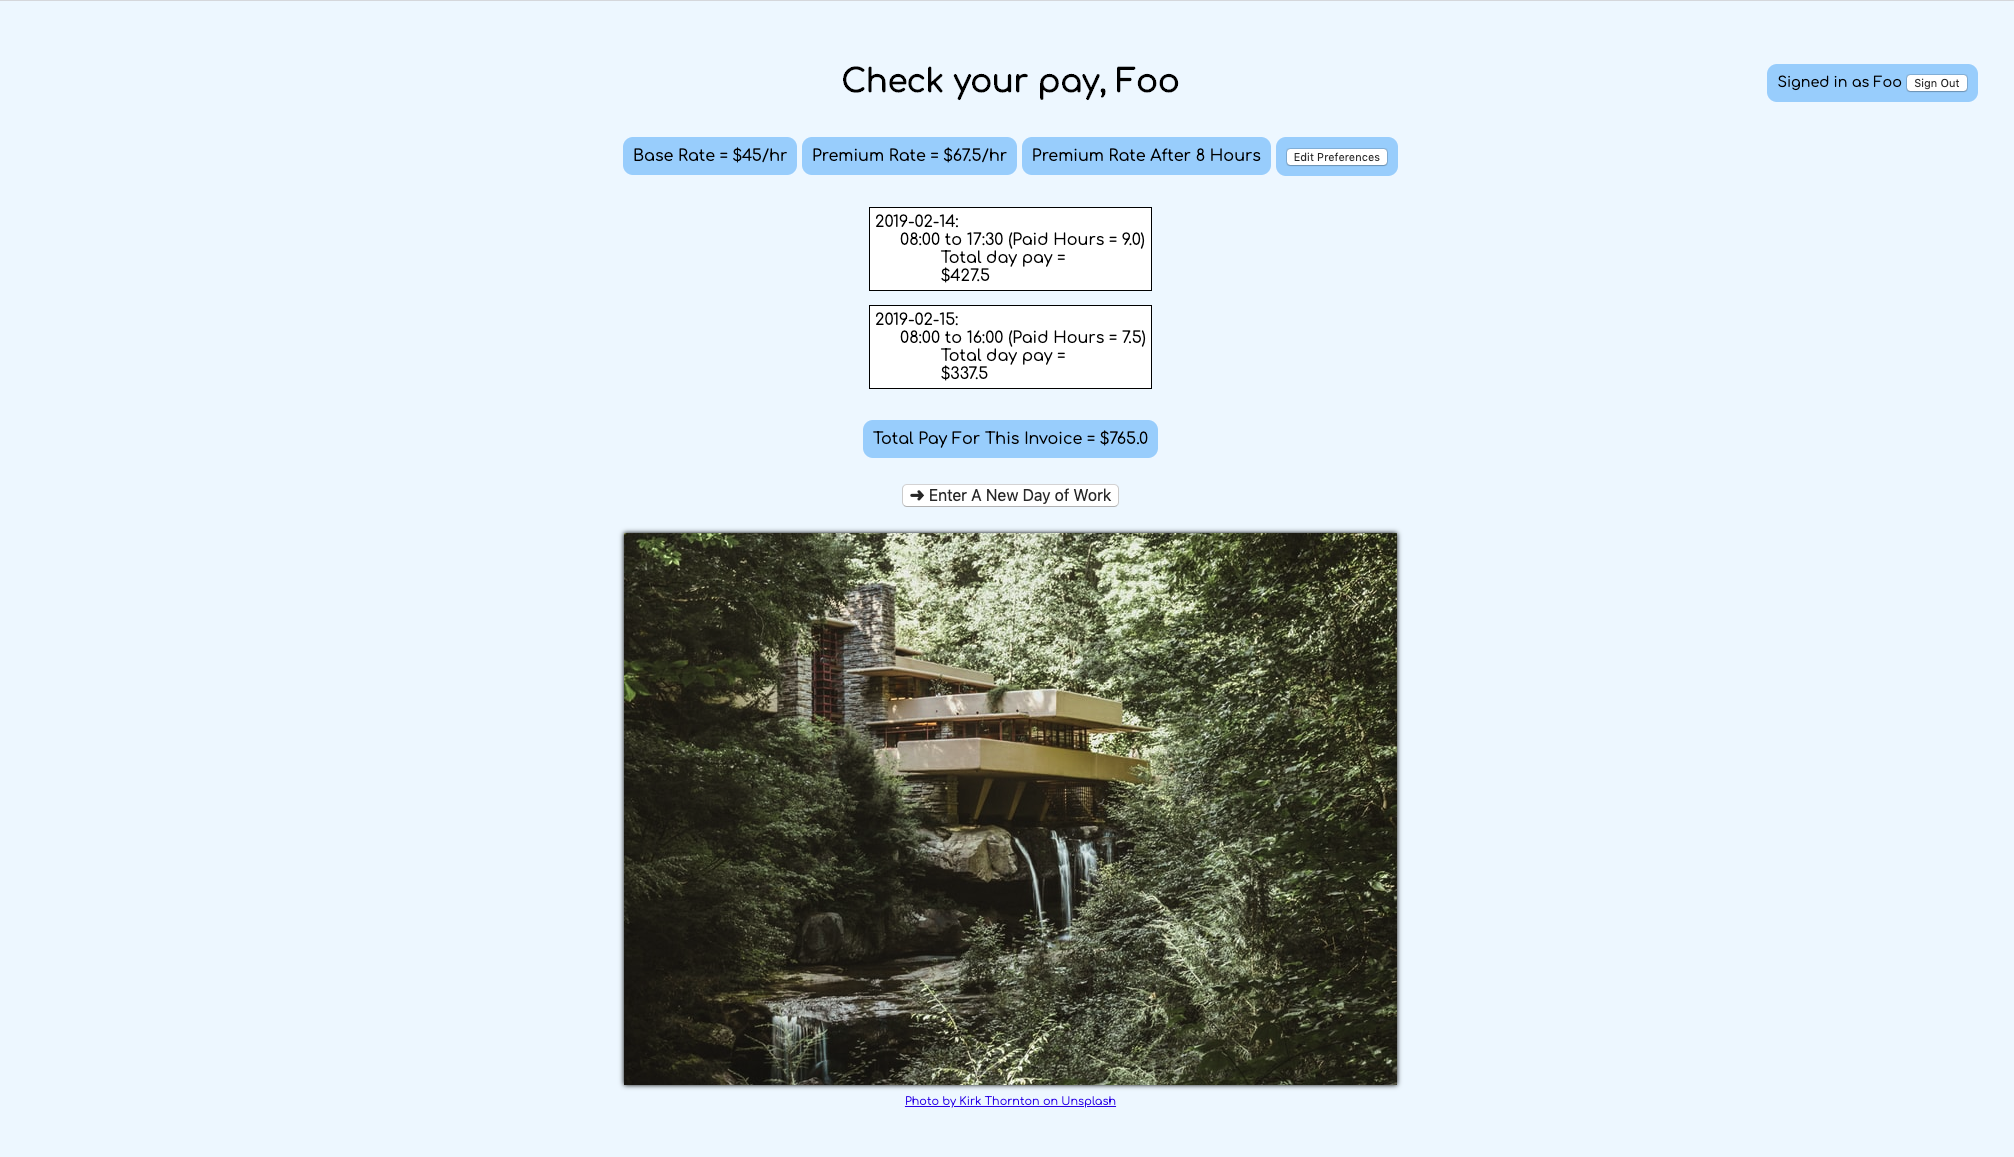 Check your pay, Foo
Signed in as Foo Sign Out
Base Rate = $45/hr Premium Rate = $67.5/hr Premium Rate After 8 Hours Edit Preferences
2019-02-14:
08:00 to 17:30 (Paid Hours = 9.0)
Total day pay =
$427.5
2019-02-15:
08:00 to 16:00 (Paid Hours = 7.5)
Total day pay =
$337.5
Total Pay For This Invoice = $765.0
➜ Enter A New Day of Work
Photo by Kirk Thornton on Unsplash